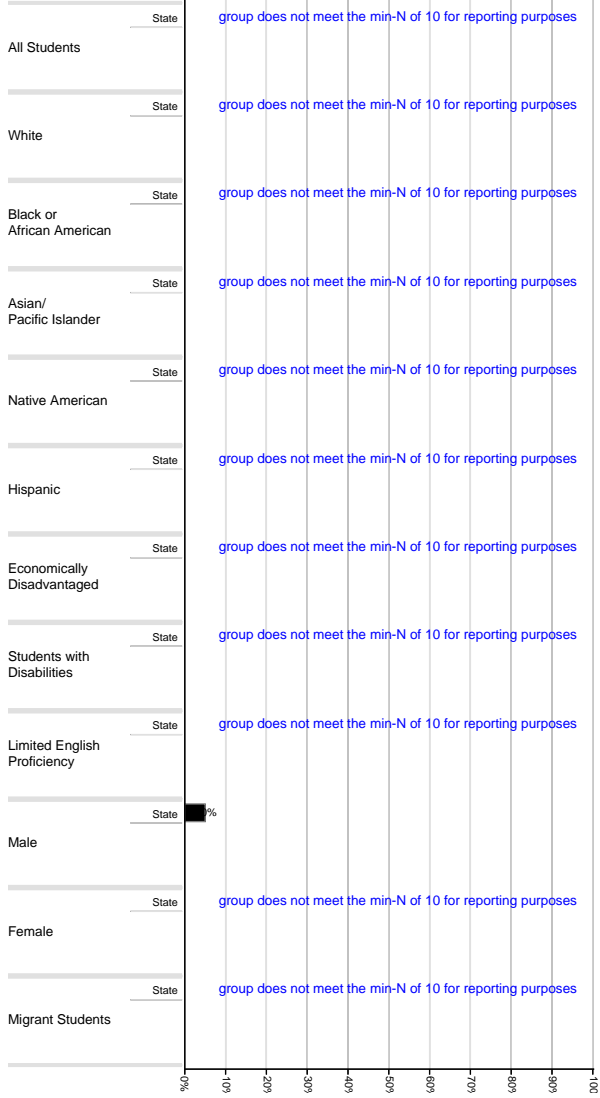 State group does not meet the min-N of 10 for reporting purposes
All Students
State group does not meet the min-N of 10 for reporting purposes
White
State group does not meet the min-N of 10 for reporting purposes
Black or
African American
State group does not meet the min-N of 10 for reporting purposes
Asian/
Pacific Islander
State group does not meet the min-N of 10 for reporting purposes
Native American
State group does not meet the min-N of 10 for reporting purposes
Hispanic
State group does not meet the min-N of 10 for reporting purposes
Economically
Disadvantaged
State group does not meet the min-N of 10 for reporting purposes
Students with
Disabilities
State group does not meet the min-N of 10 for reporting purposes
Limited English
Proficiency
State %
Male
State group does not meet the min-N of 10 for reporting purposes
Female
State group does not meet the min-N of 10 for reporting purposes
Migrant Students
0% 10% 20% 30% 40% 50% 60% 70% 80% 90% 100